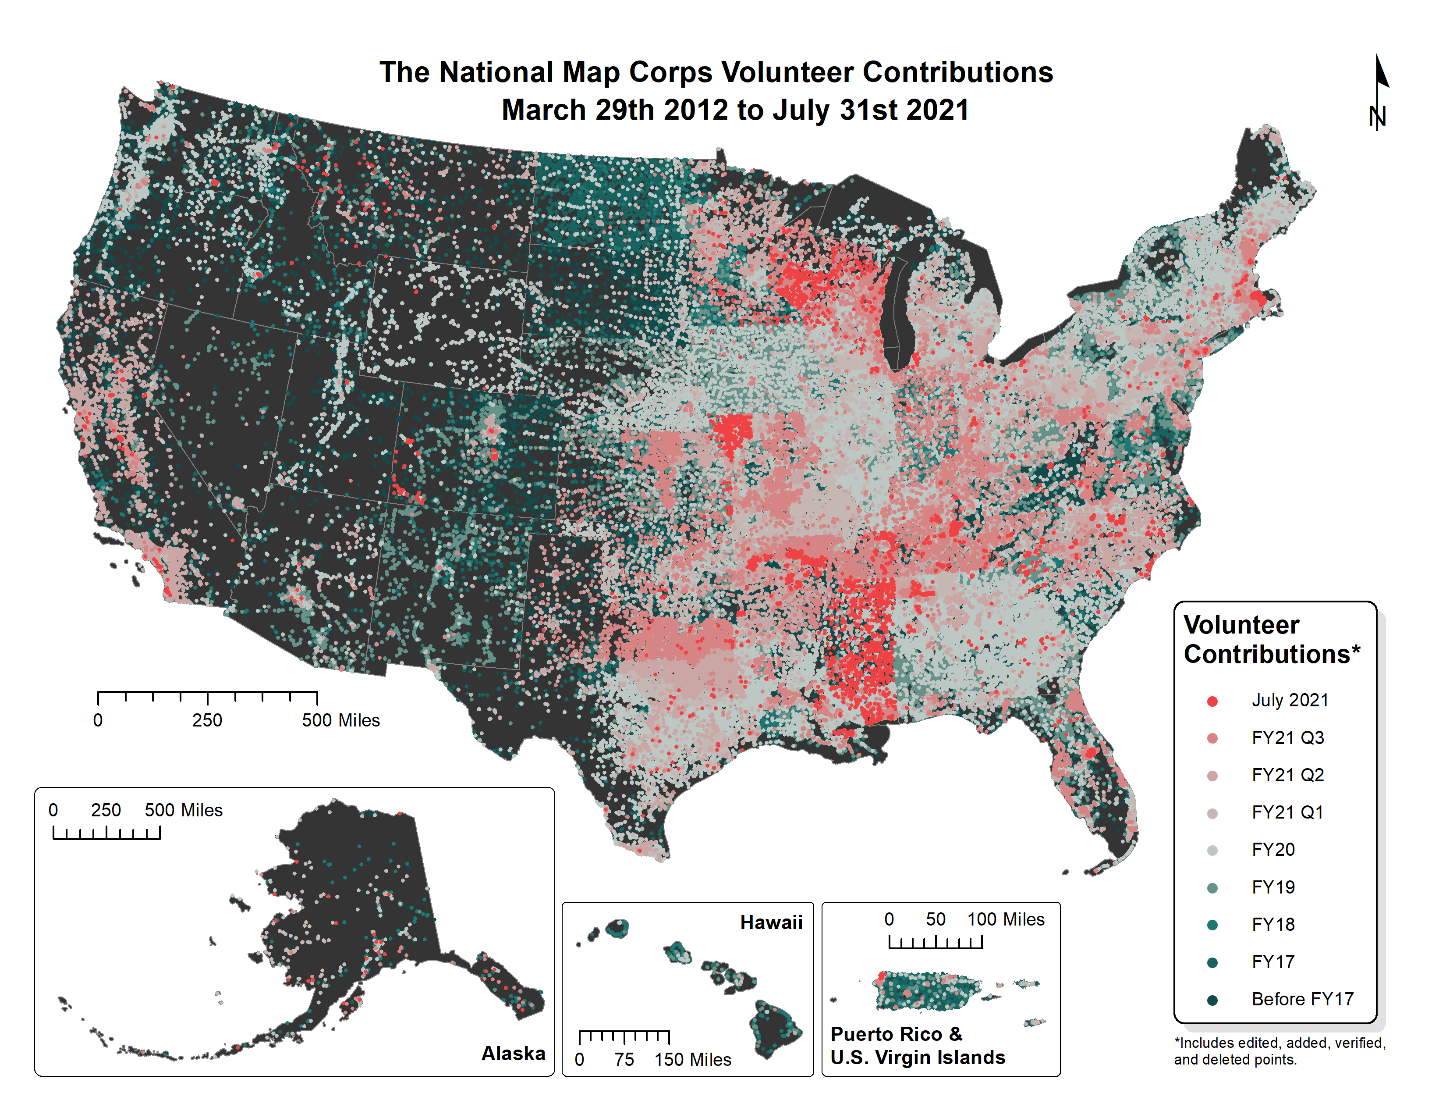 The National Map Corps Volunteer Contributions
March 29th 2012 to July 31st 2021
N
Volunteer
Contributions*
July 2021
FY21 Q3
FY21 Q2
FY21 Q1
FY20
FY19
FY18
FY17
Before FY17
*Includes edited, added, verified,
and deleted points.
0 250 500 Miles
0 250 500 Miles
Alaska
Hawaii
0 75 150 Miles
0 50 100 Miles
Puerto Rico &
U.S. Virgin Islands